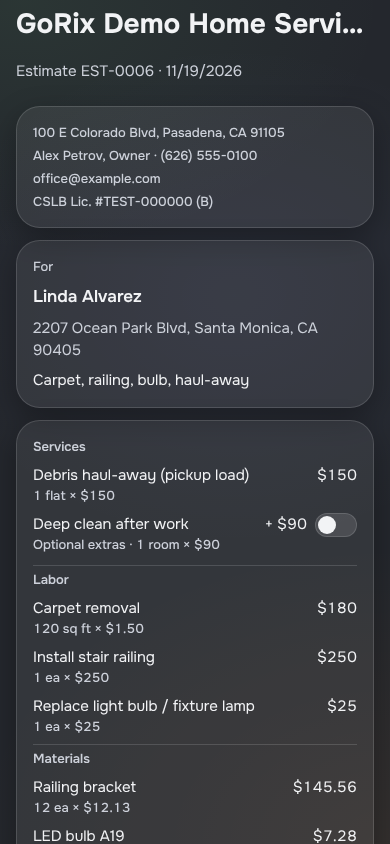 GoRix Demo Home Servi...
Estimate EST-0006 · 11/19/2026
100 E Colorado Blvd, Pasadena, CA 91105
Alex Petrov, Owner · (626) 555-0100
office@example.com
CSLB Lic. #TEST-000000 (B)
For
Linda Alvarez
2207 Ocean Park Blvd, Santa Monica, CA
90405
Carpet, railing, bulb, haul-away
Services
Debris haul-away (pickup load) $150
1 flat × $150
Deep clean after work + $90
Optional extras · 1 room × $90
Labor
Carpet removal $180
120 sq ft × $1.50
Install stair railing $250
1 ea × $250
Replace light bulb / fixture lamp $25
1 ea × $25
Materials
Railing bracket $145.56
12 ea × $12.13
LED bulb A19 $7.28